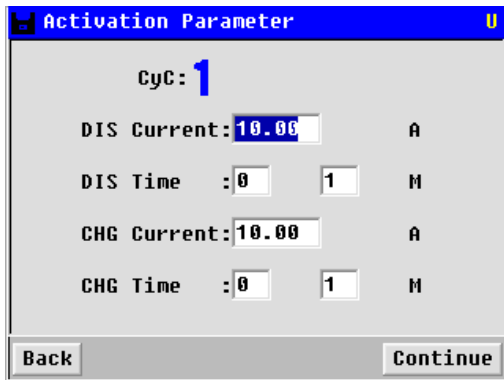 Activation Parameter U
CyC: 1
DIS Current: 10.00 A
DIS Time : 0 1 M
CHG Current: 10.00 A
CHG Time : 0 1 M
Back Continue